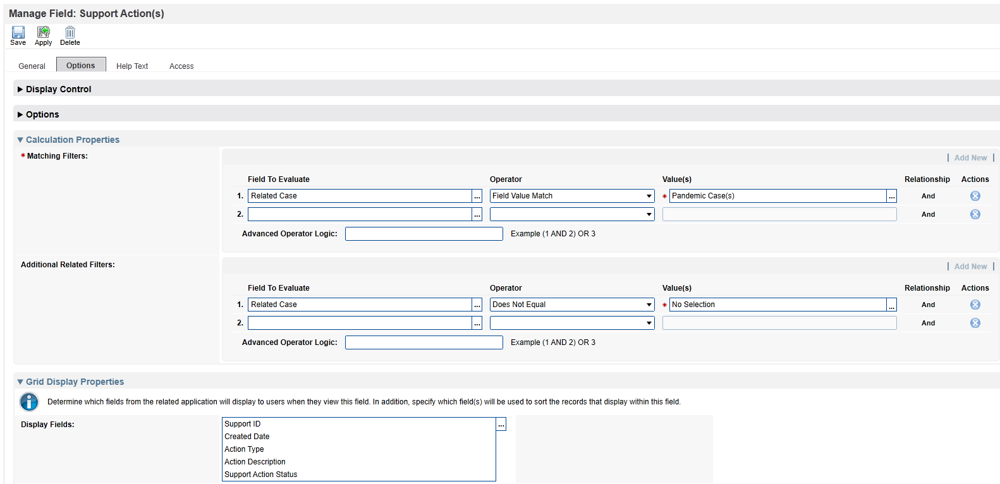 Manage Field: Support Action(s)
Save Apply Delete
General Options Help Text Access
Display Control
Options
Calculation Properties
* Matching Filters:
Add New
Field To Evaluate Operator Value(s) Relationship Actions
1. Related Case ... Field Value Match * Pandemic Case(s) ... And
2. ... And
Advanced Operator Logic: Example (1 AND 2) OR 3
Additional Related Filters:
Add New
Field To Evaluate Operator Value(s) Relationship Actions
1. Related Case ... Does Not Equal * No Selection ... And
2. ... And
Advanced Operator Logic: Example (1 AND 2) OR 3
Grid Display Properties
Determine which fields from the related application will display to users when they view this field. In addition, specify which field(s) will be used to sort the records that display within this field.
Display Fields:
Support ID ...
Created Date
Action Type
Action Description
Support Action Status